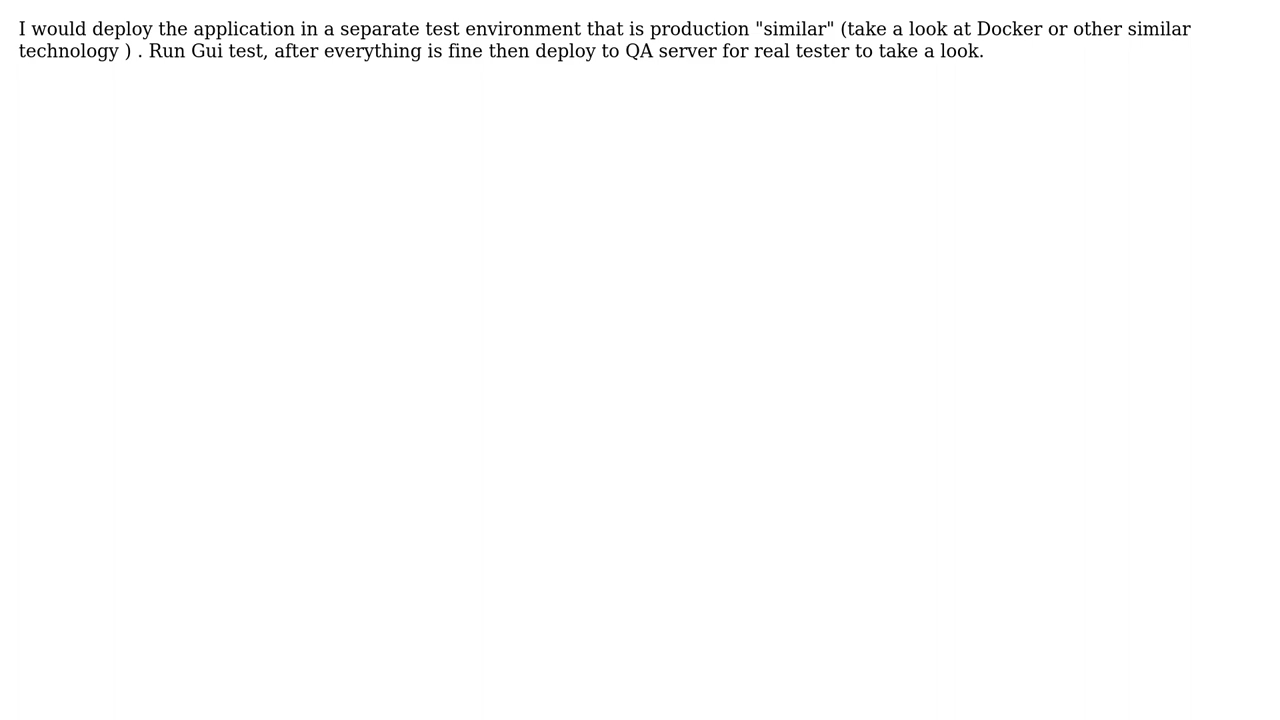 I would deploy the application in a separate test environment that is production "similar" (take a look at Docker or other similar
technology ) . Run Gui test, after everything is fine then deploy to QA server for real tester to take a look.